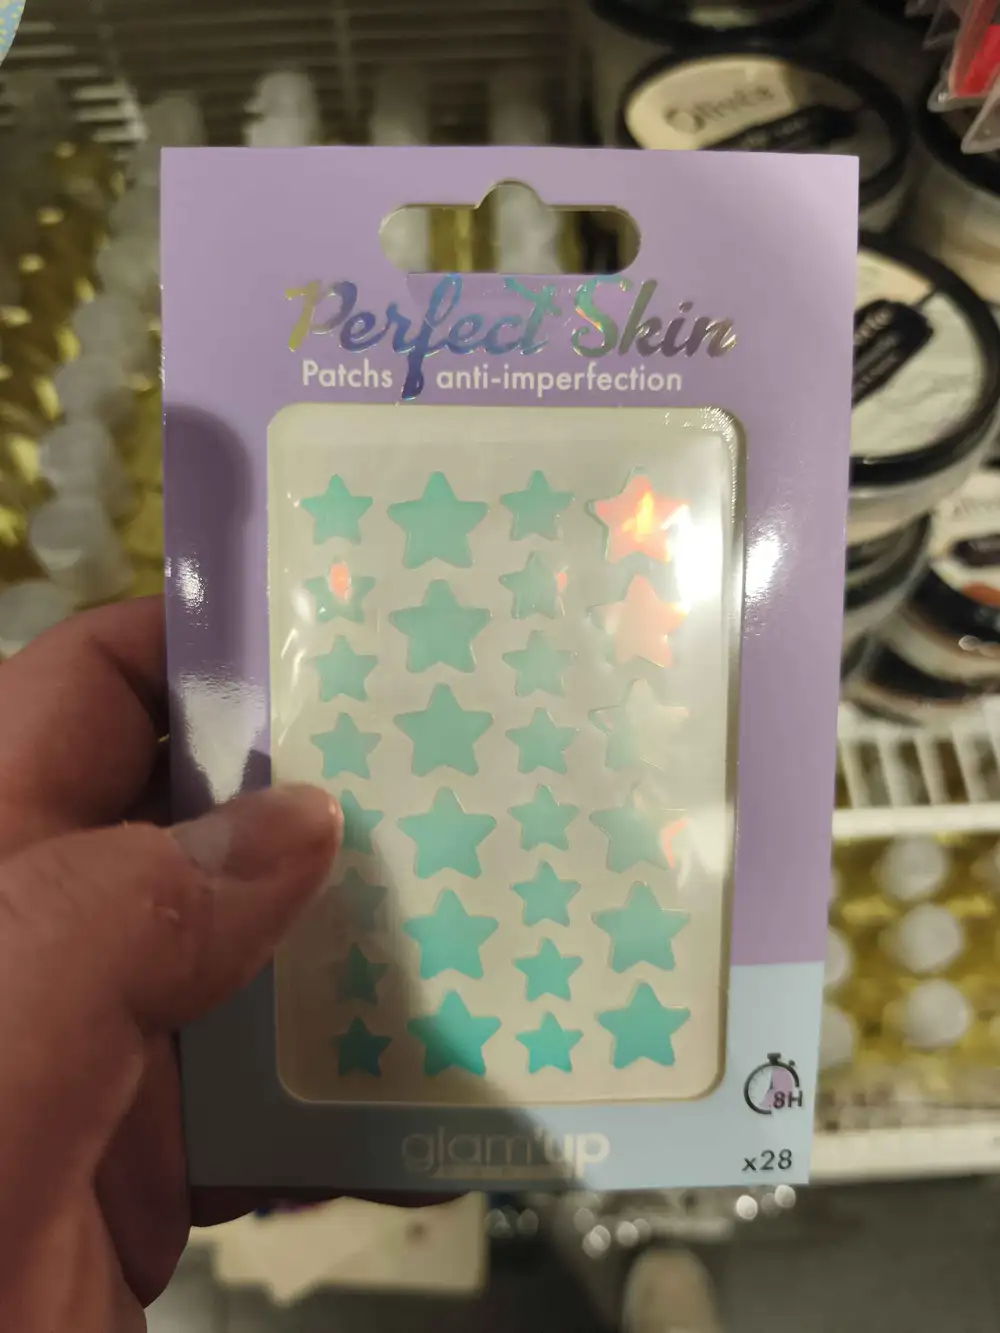 Perfect Skin
Patchs anti-imperfection
8H
glam'up
x28